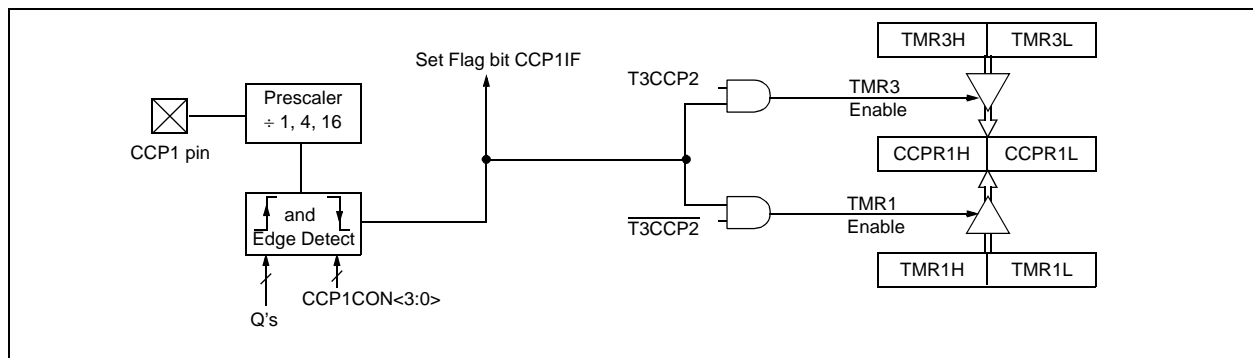 TMR3H TMR3L
Set Flag bit CCP1IF
T3CCP2
TMR3
Enable
Prescaler
÷ 1, 4, 16
CCP1 pin
CCPR1H CCPR1L
and
Edge Detect
T3CCP2
TMR1
Enable
TMR1H TMR1L
CCP1CON<3:0>
Q's